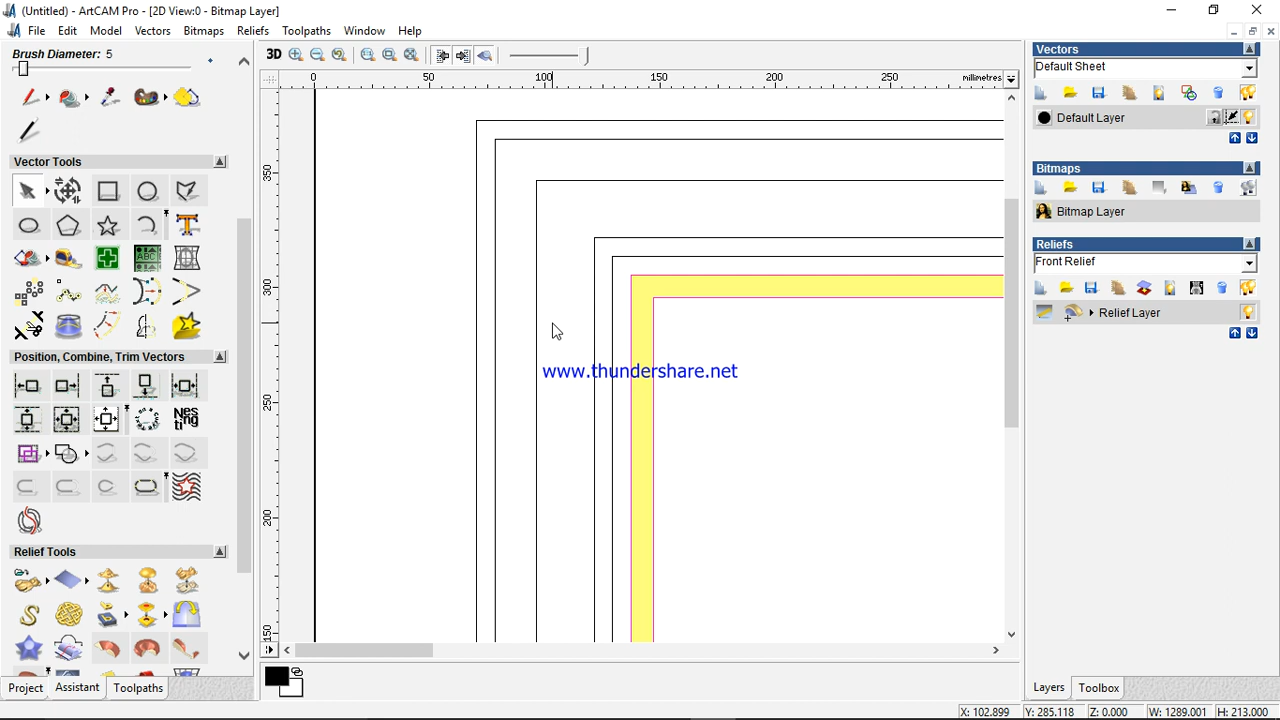 (Untitled) - ArtCAM Pro - [2D View:0 - Bitmap Layer]
File Edit Model Vectors Bitmaps Reliefs Toolpaths Window Help
Brush Diameter: 5
3D
0 50 100 150 200 250 millimetres
350
300
250
200
150
Vector Tools
ABC
Position, Combine, Trim Vectors
Nesting
Relief Tools
Project Assistant Toolpaths
www.thundershare.net
Vectors
Default Sheet
Default Layer
Bitmaps
Bitmap Layer
Reliefs
Front Relief
Relief Layer
Layers Toolbox
X: 102.899 Y: 285.118 Z: 0.000 W: 1289.001 H: 213.000